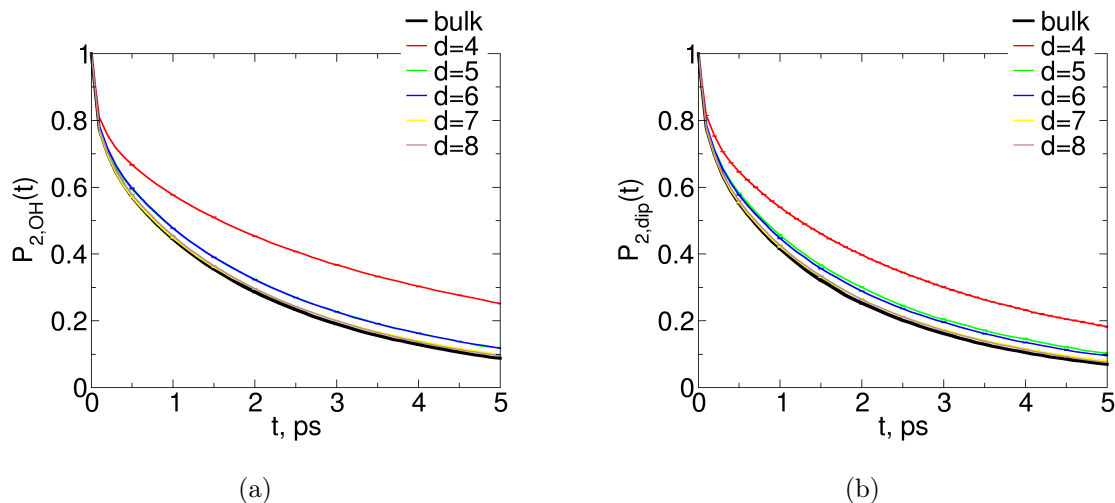 bulk
d=4
d=5
d=6
d=7
d=8
1
0.8
0.6
0.4
0.2
0
P2,OH(t)
0 1 2 3 4 5
t, ps
(a)
bulk
d=4
d=5
d=6
d=7
d=8
1
0.8
0.6
0.4
0.2
0
P2,dip(t)
0 1 2 3 4 5
t, ps
(b)